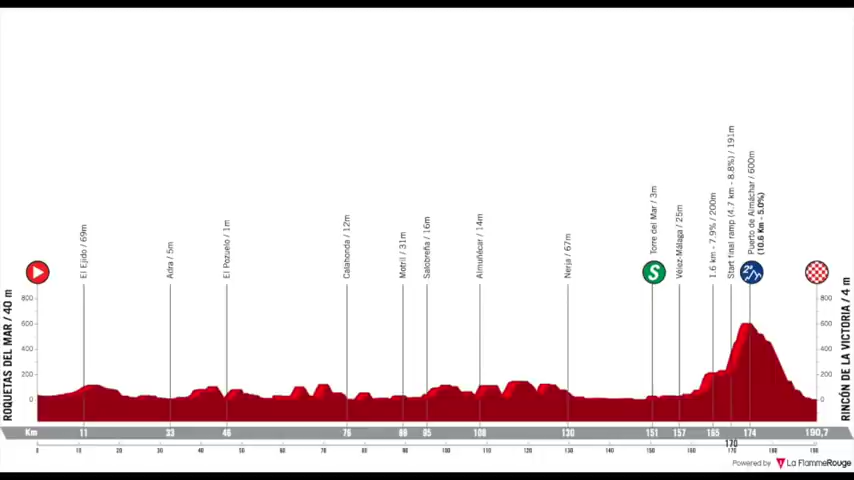 ROQUETAS DEL MAR / 40 m
800
600
400
200
0
El Ejido / 69m
Adra / 5m
El Pozuelo / 1m
Calahonda / 12m
Motril / 31m
Salobreña / 16m
Almuñécar / 14m
Nerja / 67m
S
Torre del Mar / 3m
Vélez-Málaga / 25m
1.6 km - 7.9% / 200m
Start final ramp (4.7 km - 8.8%) / 191m
2ª
Puerto de Almáchar / 600m
(10.6 Km - 5.0%)
800
600
400
200
0
RINCÓN DE LA VICTORIA / 4 m
Km 11 33 46 76 89 95 108 130 151 157 165 174 190,7
170
0 10 20 30 40 50 60 70 80 90 100 110 120 130 140 150 160 170 180 190
Powered by La FlammeRouge